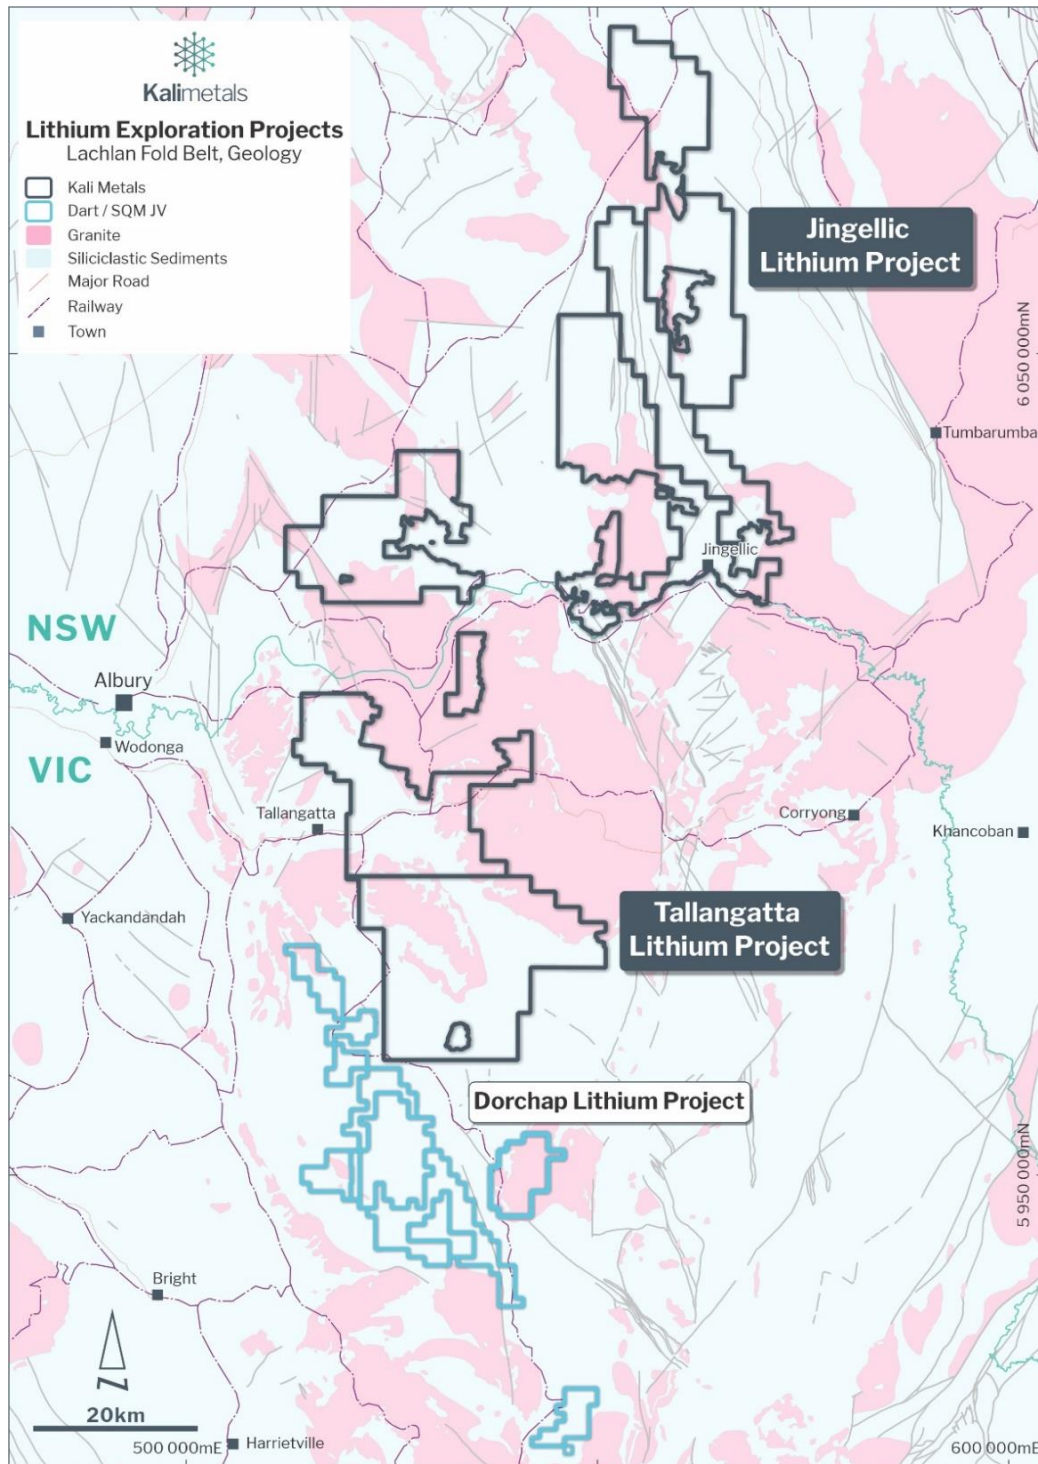 Kalimetals
Lithium Exploration Projects
Lachlan Fold Belt, Geology
Kali Metals
Dart / SQM JV
Granite
Siliciclastic Sediments
Major Road
Railway
Town
Jingellic
Lithium Project
6 050 000mN
Tumbarumba
Jingellic
NSW
Albury
Wodonga
VIC
Tallangatta
Corryong
Khancoban
Yackandandah
Tallangatta
Lithium Project
Dorchap Lithium Project
5 950 000mN
Bright
N
20km
500 000mE
Harrietville
600 000mE